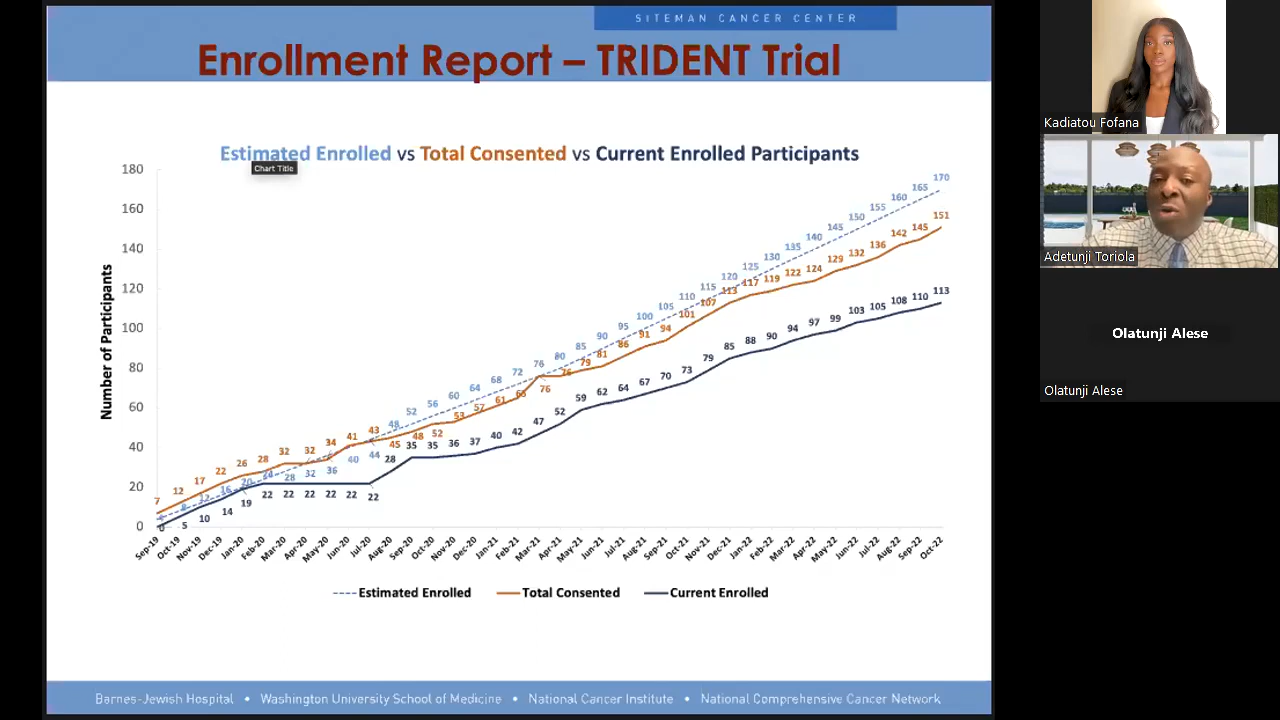 SITEMAN CANCER CENTER
Enrollment Report – TRIDENT Trial
Estimated Enrolled vs Total Consented vs Current Enrolled Participants
Chart Title
Number of Participants
180
160
140
120
100
80
60
40
20
0
4 8 12 16 20 24 28 32 36 40 44 48 52 56 60 64 68 72 76 80 85 90 95 100 105 110 115 120 125 130 135 140 145 150 155 160 165 170
7 12 17 22 26 28 32 32 34 41 43 45 48 52 53 57 61 65 76 76 79 81 86 91 94 101 107 113 117 119 122 124 129 132 136 142 145 151
0 5 10 14 19 22 22 22 22 22 22 28 35 35 36 37 40 42 47 52 59 62 64 67 70 73 79 85 88 90 94 97 99 103 105 108 110 113
Sep-19 Oct-19 Nov-19 Dec-19 Jan-20 Feb-20 Mar-20 Apr-20 May-20 Jun-20 Jul-20 Aug-20 Sep-20 Oct-20 Nov-20 Dec-20 Jan-21 Feb-21 Mar-21 Apr-21 May-21 Jun-21 Jul-21 Aug-21 Sep-21 Oct-21 Nov-21 Dec-21 Jan-22 Feb-22 Mar-22 Apr-22 May-22 Jun-22 Jul-22 Aug-22 Sep-22 Oct-22
Estimated Enrolled Total Consented Current Enrolled
Barnes-Jewish Hospital • Washington University School of Medicine • National Cancer Institute • National Comprehensive Cancer Network
Kadiatou Fofana
Adetunji Toriola
Olatunji Alese
Olatunji Alese